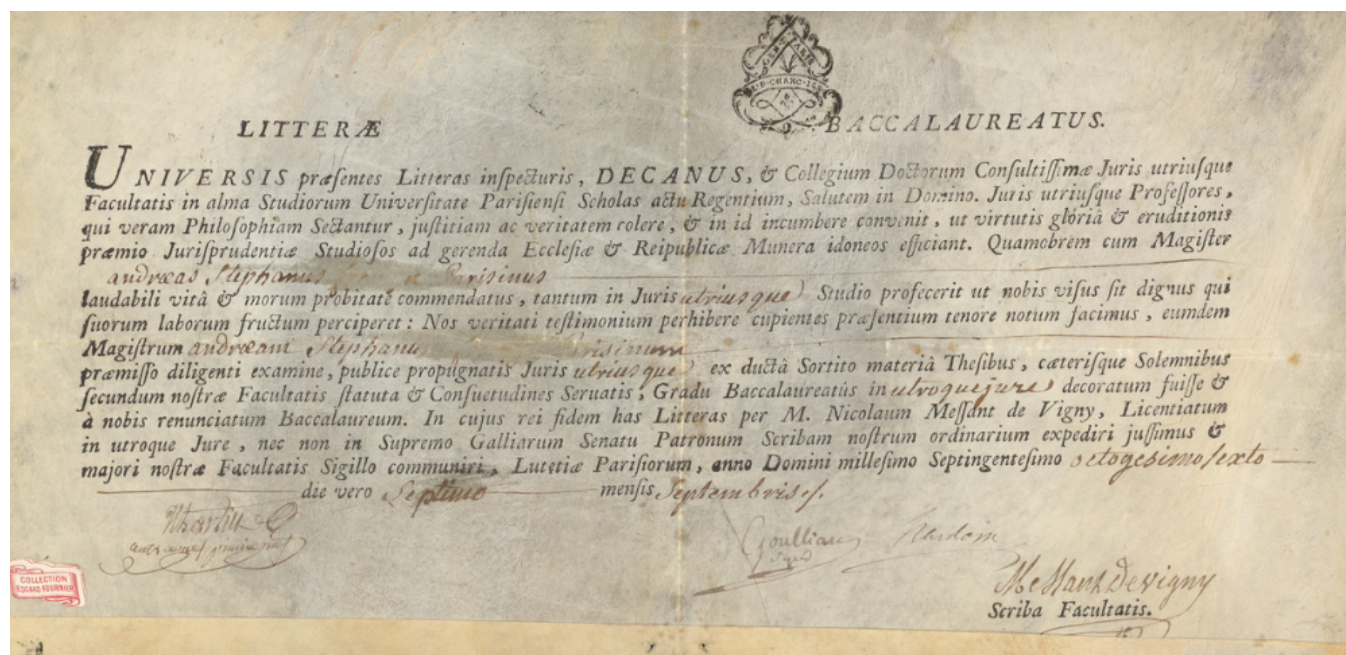 LITTERÆ BACCALAUREATUS.
UNIVERSIS præſentes Litteras inſpecturis, DECANUS, & Collegium Doctorum Conſultiſſimæ Juris utriuſque
Facultatis in alma Studiorum Univerſitate Pariſienſi Scholas actu Regentium, Salutem in Domino. Juris utriuſque Profeſſores,
qui veram Philoſophiam Sectantur, juſtitiam ac veritatem colere, & in id incumbere convenit, ut virtutis glóriâ & eruditionis
præmio Juriſprudentiæ Studioſos ad gerenda Eccleſiæ & Reipublicæ Munera idoneos efficiant. Quamobrem cum Magiſter
andreas Stephanus Parisinus
laudabili vitâ & morum probitate commendatus, tantum in Juris utriusque Studio profecerit ut nobis viſus ſit dignus qui
ſuorum laborum fructum perciperet: Nos veritati teſtimonium perhibere cupientes præſentium tenore notum facimus, eumdem
Magiſtrum andream Stephanum
præmiſſo diligenti examine, publice propugnatis Juris utriusque ex ductâ Sortito materiâ Theſibus, cæteriſque Solemnibus
ſecundum noſtræ Facultatis ſtatuta & Conſuetudines Servatis, Gradu Baccalaureatûs in utroque jure decoratum fuiſſe &
à nobis renunciatum Baccalaureum. In cujus rei fidem has Litteras per M. Nicolaum Meſſant de Vigny, Licentiatum
in utroque Jure, nec non in Supremo Galliarum Senatu Patronum Scribam noſtrum ordinarium expediri juſſimus &
majori noſtræ Facultatis Sigillo communiri, Lutetiæ Pariſiorum, anno Domini milleſimo Septingenteſimo octogesimo sexto
die vero Septimo menſis Septembris
Martin
Goulliart Hardoin
Meſſant De vigny
Scriba Facultatis.
COLLECTION
EDGARD FOURNIER